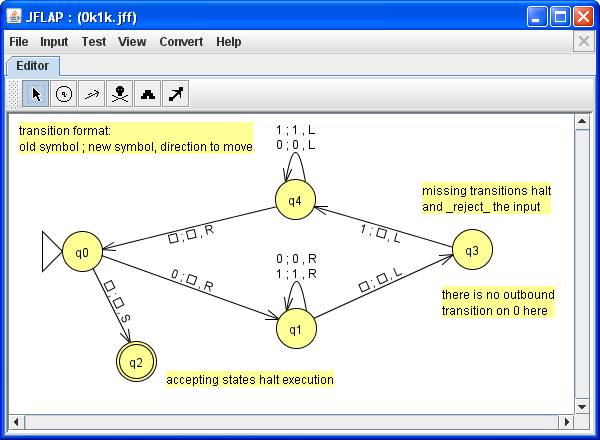 JFLAP : (0k1k.jff)
File Input Test View Convert Help
Editor
transition format:
old symbol ; new symbol, direction to move
1 ; 1 , L
0 ; 0 , L
q4
missing transitions halt
and _reject_ the input
□ ; □ , R
1 ; □ , L
q0
q3
0 ; □ , R
0 ; 0 , R
1 ; 1 , R
□ ; □ , L
□ ; □ , S
q1
there is no outbound
transition on 0 here
q2
accepting states halt execution